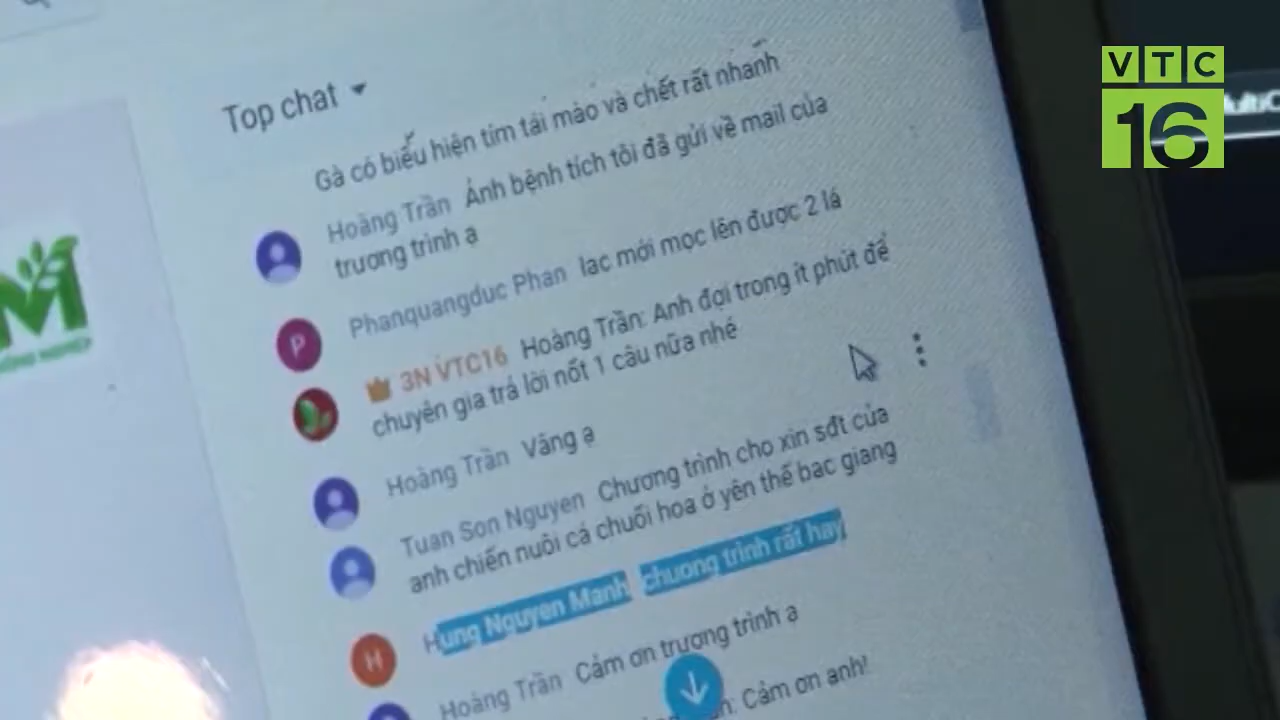 VTC
16
Top chat
Gà có biểu hiện tím tái mào và chết rất nhanh
Hoàng Trần Ảnh bệnh tích tôi đã gửi về mail của
trương trình ạ
P
Phanquangduc Phan lac mới mọc lên được 2 lá
3N VTC16 Hoàng Trần: Anh đợi trong ít phút để
chuyên gia trả lời nốt 1 câu nữa nhé
Hoàng Trần Vâng ạ
Tuan Son Nguyen Chương trình cho xin sđt của
anh chiến nuôi cá chuối hoa ở yên thế bac giang
H
Hung Nguyen Manh chuong trình rất hay
Hoàng Trần Cảm ơn trượng trình ạ
Cảm ơn anh!